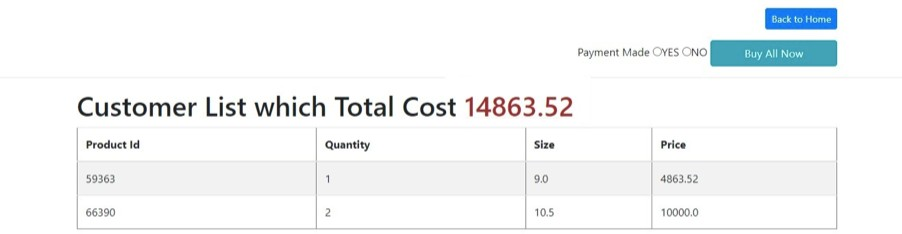 Back to Home
Payment Made YES NO Buy All Now
Customer List which Total Cost 14863.52
Product Id Quantity Size Price
59363 1 9.0 4863.52
66390 2 10.5 10000.0